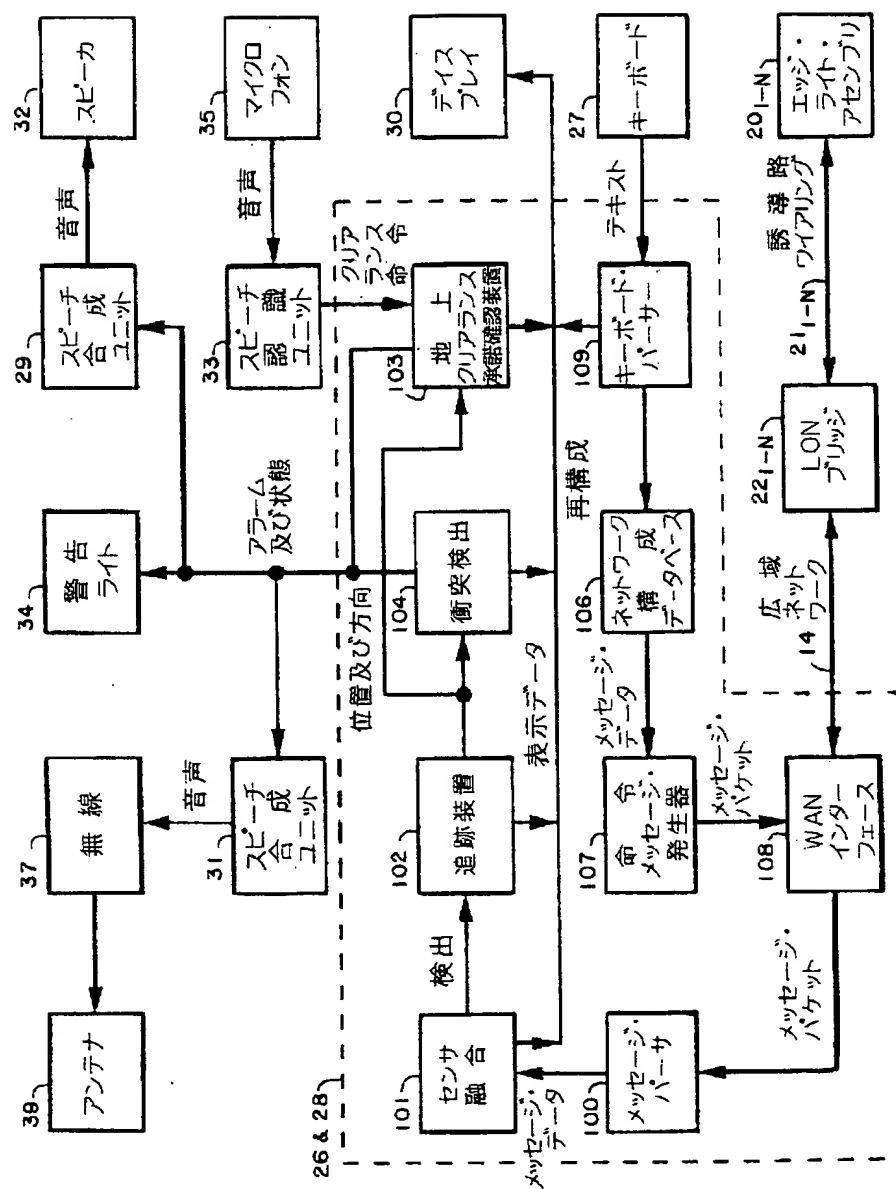 39
アンテナ
37
無線
音声
31
スピーチ
合成
ユニット
34
警告
ライト
アラーム
及び状態
29
スピーチ
合成
ユニット
音声
32
スピーカ
35
マイクロ
フォン
音声
33
スピーチ
認識
ユニット
クリア
ランス
命令
26 & 28
101
センサ
融合
検出
102
追跡装置
位置及び方向
104
衝突検出
103
地上
クリアランス
承諾確認装置
30
デイス
プレイ
表示データ
メッセージ・
データ
100
メッセージ・
パーサ
107
命令
メッセージ・
発生器
メッセージ・
データ
106
ネットワーク
構成
データベース
再構成
109
キーボード・
パーサー
テキスト
27
キーボード
メッセージ・
パケット
メッセージ・
パケット
108
WAN
インター
フェース
14
広域
ネット
ワーク
22 1-N
LON
ブリッジ
21 1-N
誘導路
ワイアリング
20 1-N
エッジ・
ライト・
アセンブリ